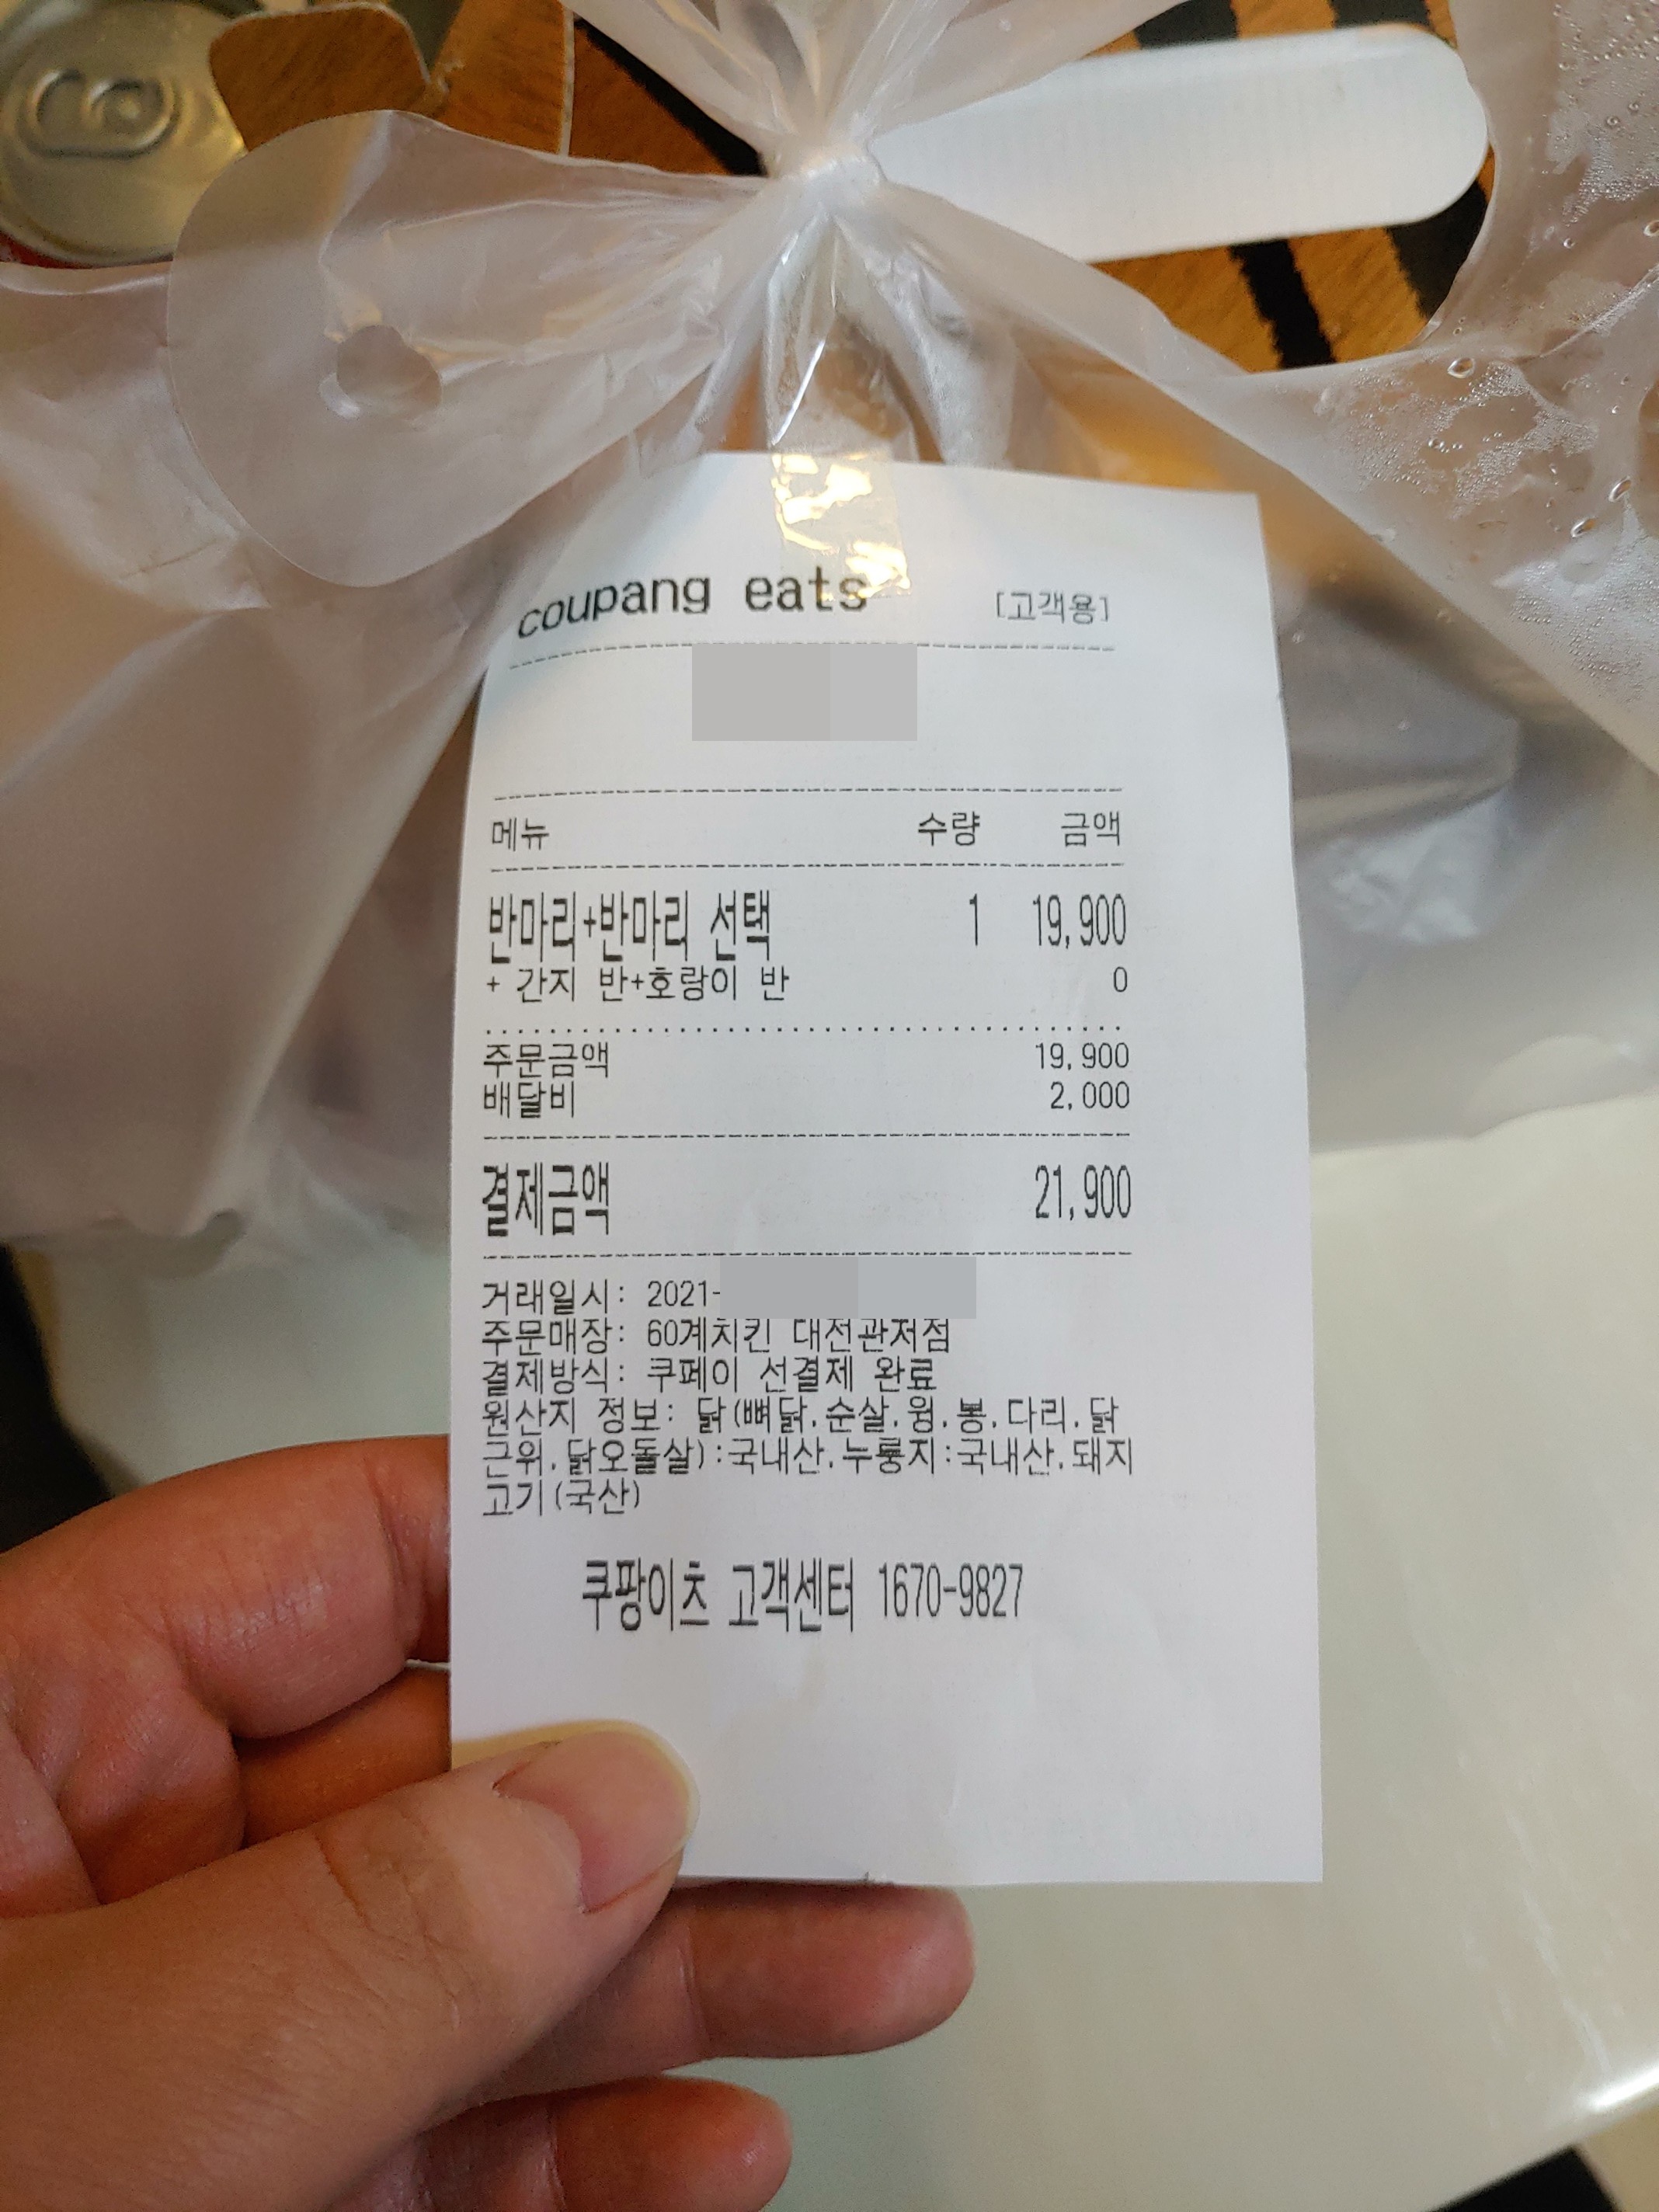 coupang eats [고객용]
메뉴 수량 금액
반마리+반마리 선택 1 19,900
+ 간지 반+호랑이 반 0
주문금액 19,900
배달비 2,000
결제금액 21,900
거래일시: 2021-
주문매장: 60계치킨 대전관저점
결제방식: 쿠페이 선결제 완료
원산지 정보: 닭(뼈닭,순살,윙,봉,다리,닭
근위,닭오돌살):국내산,누룽지:국내산,돼지
고기(국산)
쿠팡이츠 고객센터 1670-9827